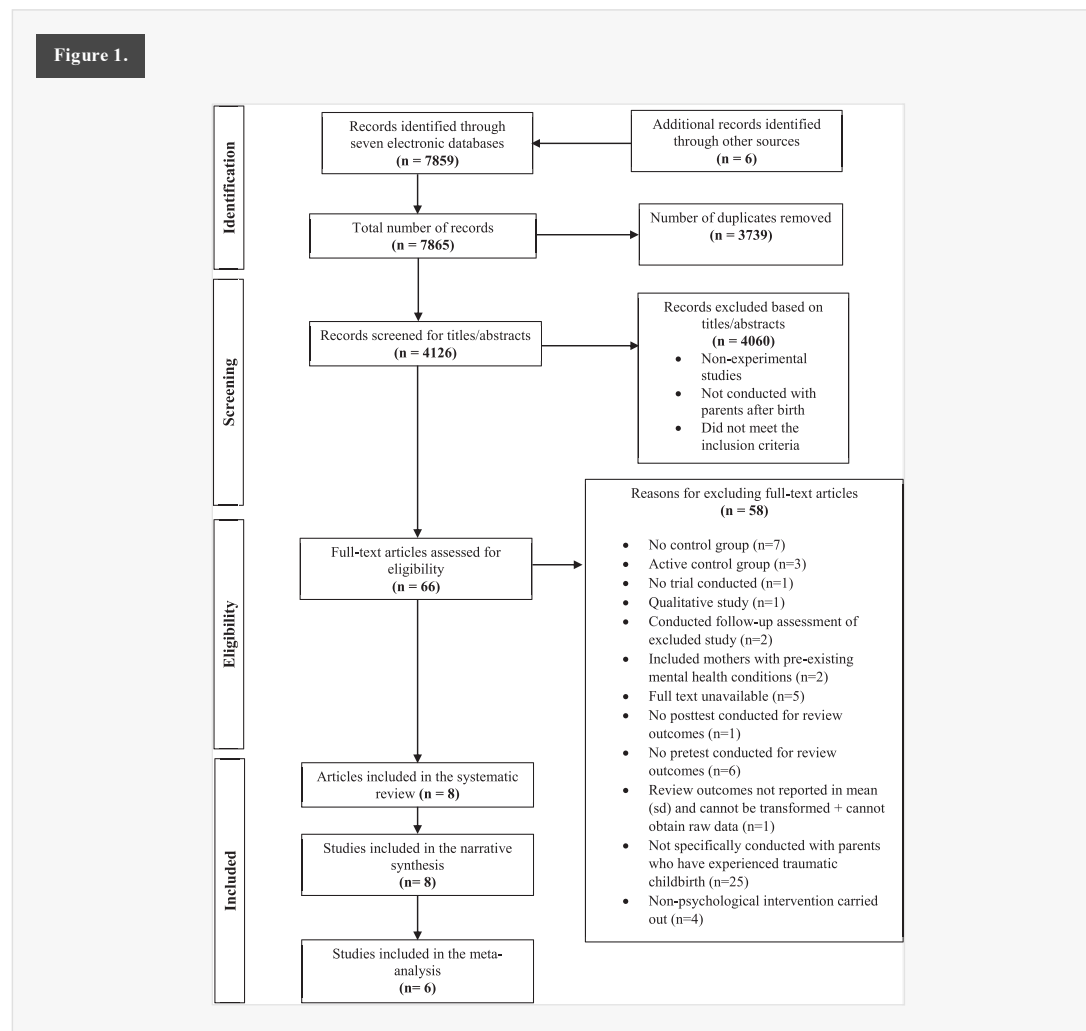 Figure 1.
Identification
Records identified through
seven electronic databases
(n = 7859)
Additional records identified
through other sources
(n = 6)
Total number of records
(n = 7865)
Number of duplicates removed
(n = 3739)
Screening
Records screened for titles/abstracts
(n = 4126)
Records excluded based on
titles/abstracts
(n = 4060)
• Non-experimental
studies
• Not conducted with
parents after birth
• Did not meet the
inclusion criteria
Eligibility
Full-text articles assessed for
eligibility
(n = 66)
Reasons for excluding full-text articles
(n = 58)
• No control group (n=7)
• Active control group (n=3)
• No trial conducted (n=1)
• Qualitative study (n=1)
• Conducted follow-up assessment of
excluded study (n=2)
• Included mothers with pre-existing
mental health conditions (n=2)
• Full text unavailable (n=5)
• No posttest conducted for review
outcomes (n=1)
• No pretest conducted for review
outcomes (n=6)
• Review outcomes not reported in mean
(sd) and cannot be transformed + cannot
obtain raw data (n=1)
• Not specifically conducted with parents
who have experienced traumatic
childbirth (n=25)
• Non-psychological intervention carried
out (n=4)
Included
Articles included in the systematic
review (n = 8)
Studies included in the narrative
synthesis
(n= 8)
Studies included in the meta-
analysis
(n= 6)